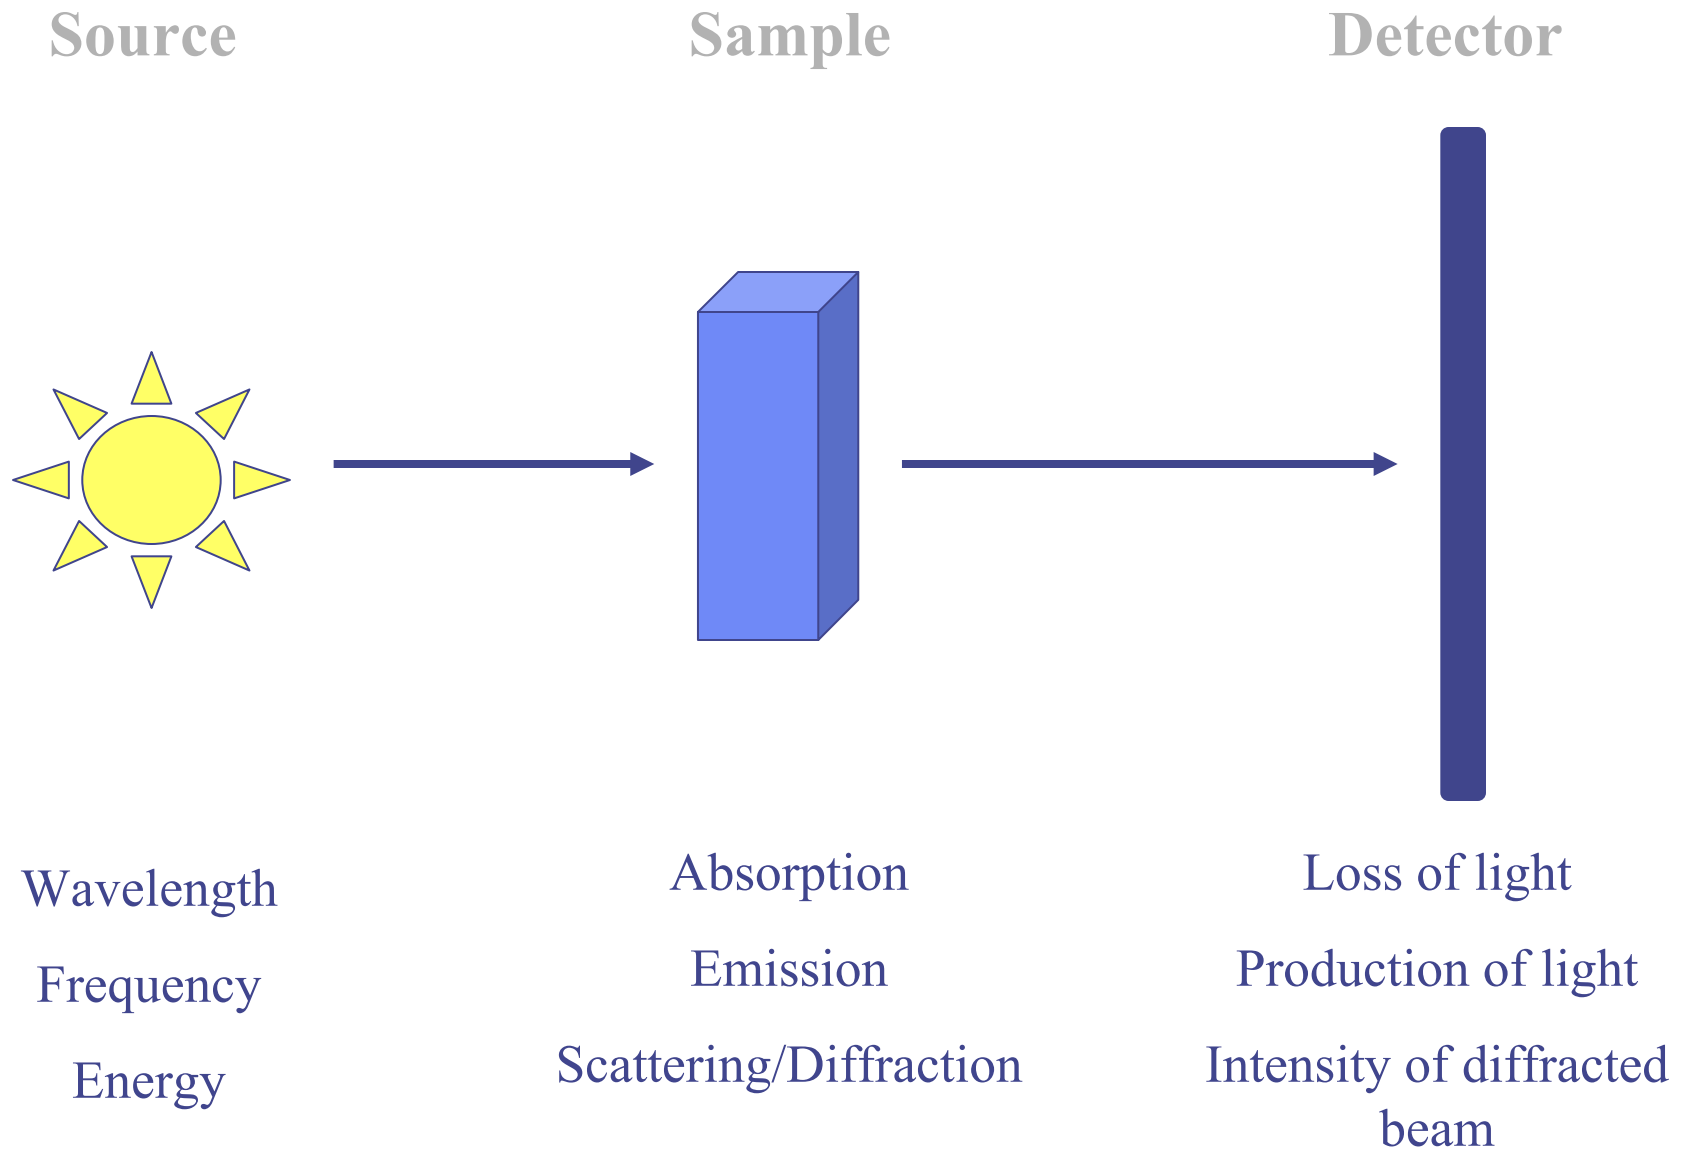 Source
Sample
Detector
Wavelength
Frequency
Energy
Absorption
Emission
Scattering/Diffraction
Loss of light
Production of light
Intensity of diffracted
beam